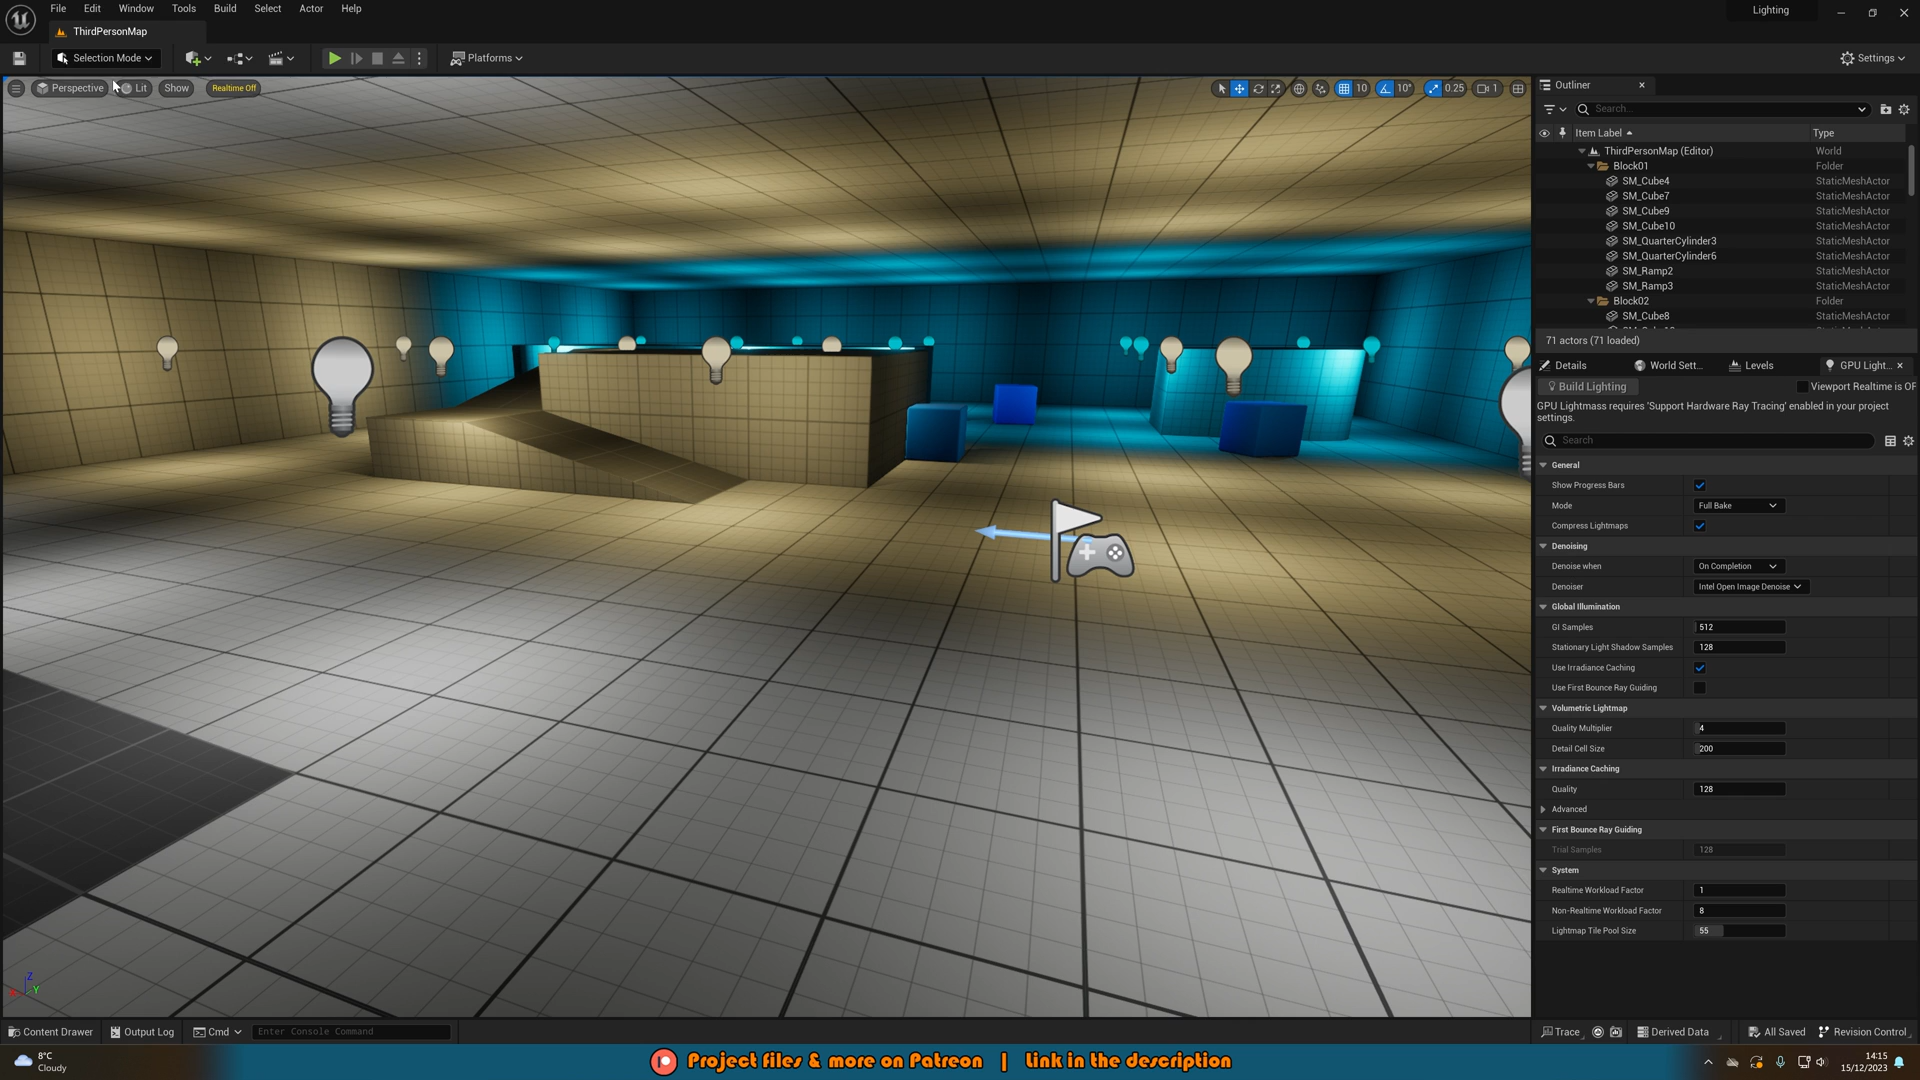 File Edit Window Tools Build Select Actor Help
Lighting
ThirdPersonMap
Selection Mode
Platforms
Settings
Perspective Lit Show Realtime Off
10 10° 0.25 1
Outliner
Search...
Item Label Type
ThirdPersonMap (Editor) World
Block01 Folder
SM_Cube4 StaticMeshActor
SM_Cube7 StaticMeshActor
SM_Cube9 StaticMeshActor
SM_Cube10 StaticMeshActor
SM_QuarterCylinder3 StaticMeshActor
SM_QuarterCylinder6 StaticMeshActor
SM_Ramp2 StaticMeshActor
SM_Ramp3 StaticMeshActor
Block02 Folder
SM_Cube8 StaticMeshActor
71 actors (71 loaded)
Details World Sett... Levels GPU Light...
Build Lighting Viewport Realtime is OF
GPU Lightmass requires 'Support Hardware Ray Tracing' enabled in your project
settings.
Search
General
Show Progress Bars
Mode Full Bake
Compress Lightmaps
Denoising
Denoise when On Completion
Denoiser Intel Open Image Denoise
Global Illumination
GI Samples 512
Stationary Light Shadow Samples 128
Use Irradiance Caching
Use First Bounce Ray Guiding
Volumetric Lightmap
Quality Multiplier 4
Detail Cell Size 200
Irradiance Caching
Quality 128
Advanced
First Bounce Ray Guiding
Trial Samples 128
System
Realtime Workload Factor 1
Non-Realtime Workload Factor 8
Lightmap Tile Pool Size 55
Z
X Y
Content Drawer Output Log Cmd Enter Console Command
Trace Derived Data All Saved Revision Control
8°C
Cloudy
Project files & more on Patreon | Link in the description
14:15
15/12/2023